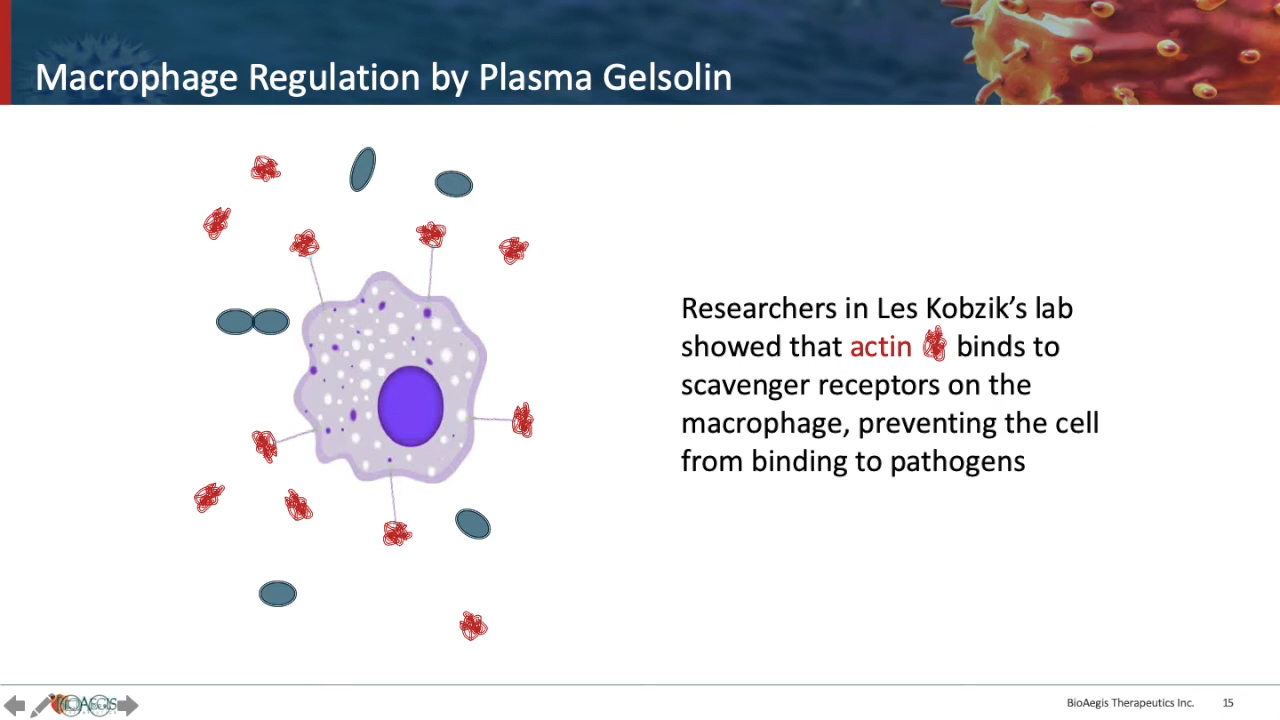 Macrophage Regulation by Plasma Gelsolin
Researchers in Les Kobzik’s lab
showed that actin binds to
scavenger receptors on the
macrophage, preventing the cell
from binding to pathogens
BioAegis Therapeutics Inc.
15